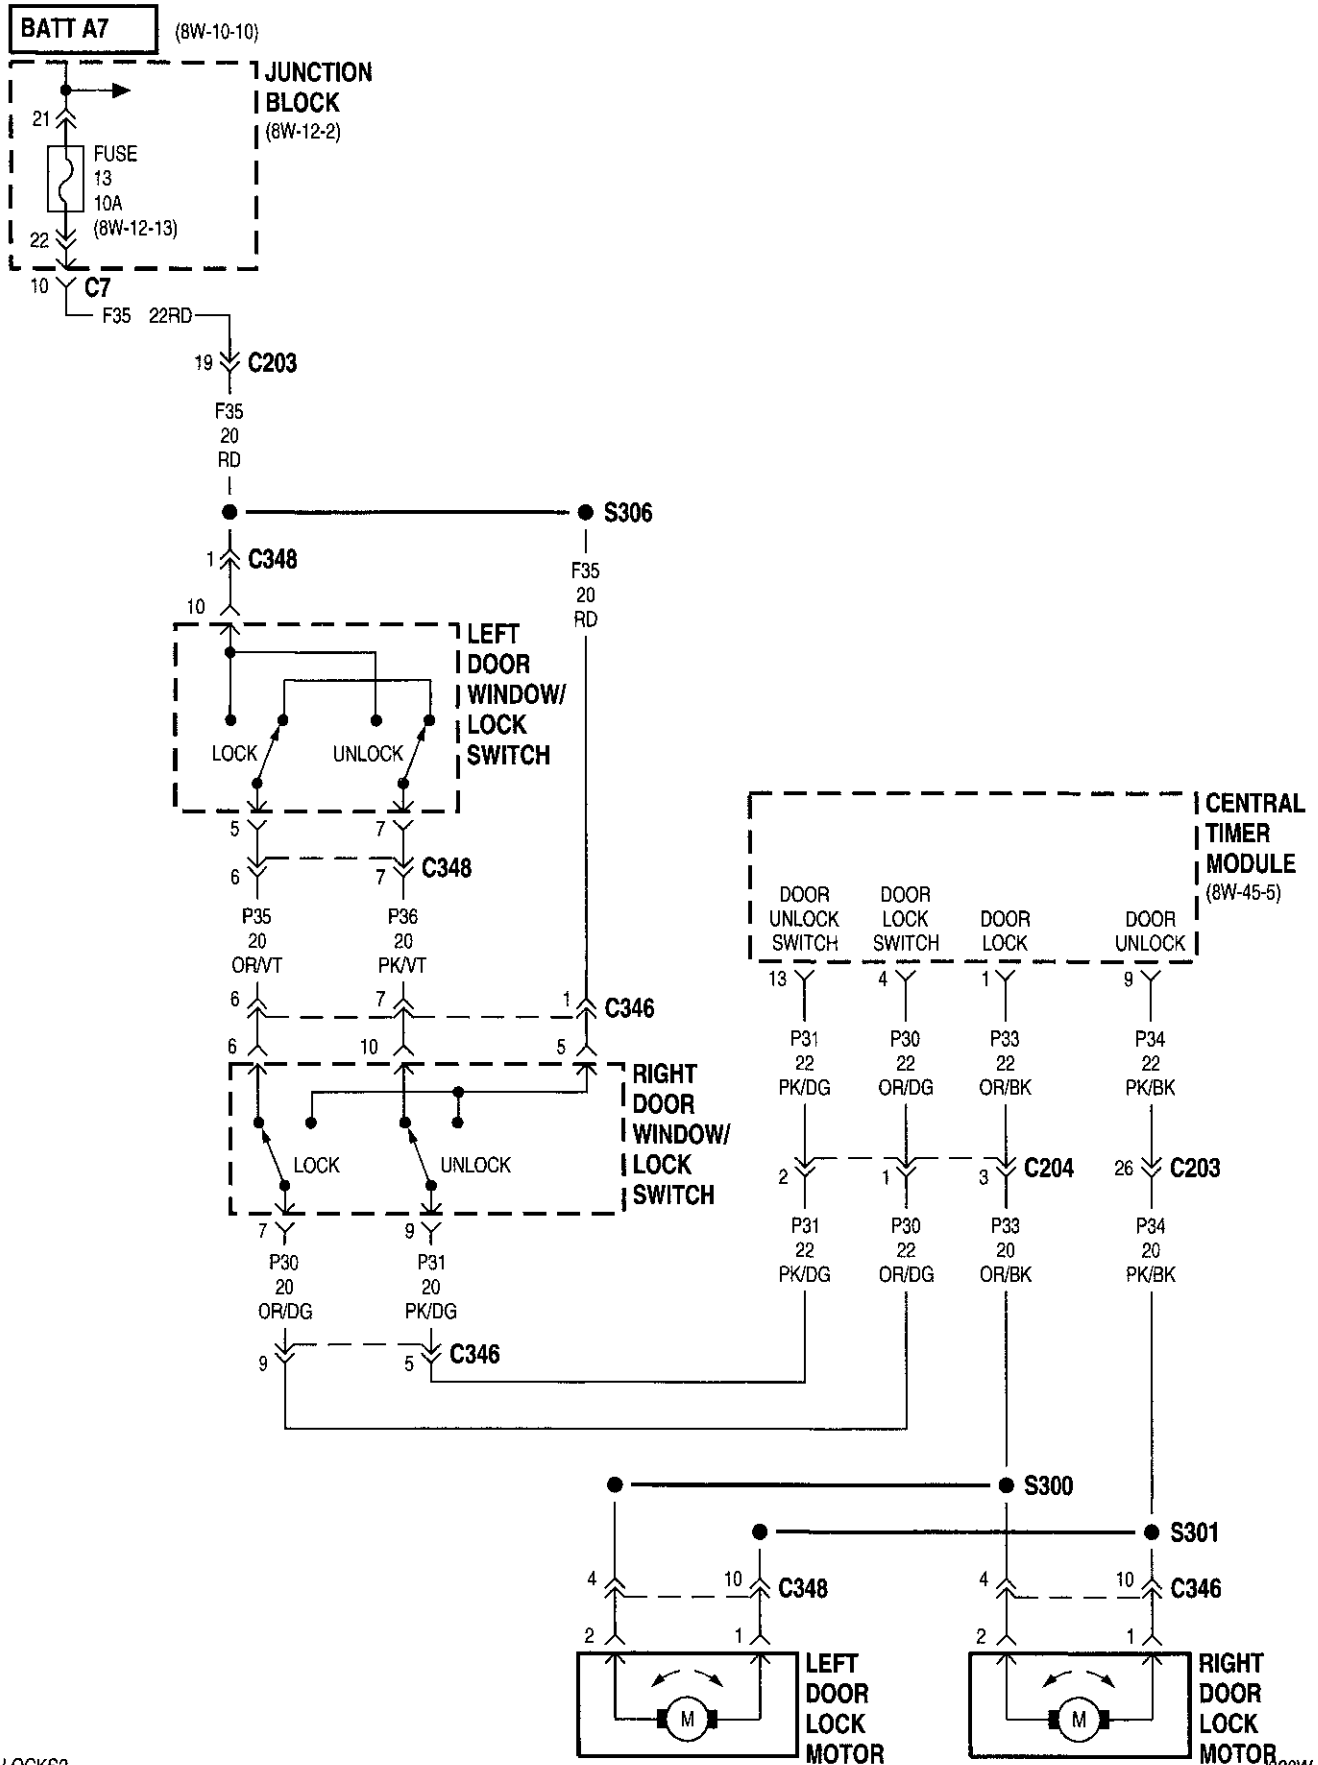 BATT A7 (8W-10-10)
JUNCTION
BLOCK
(8W-12-2)
21
FUSE
13
10A
(8W-12-13)
22
10 C7
F35 22RD
19 C203
F35
20
RD
S306
1 C348
F35
20
RD
10
LEFT
DOOR
WINDOW/
LOCK
SWITCH
LOCK UNLOCK
5 7
6 7 C348
P35 P36
20 20
OR/VT PK/VT
6 7 1 C346
6 10 5
RIGHT
DOOR
WINDOW/
LOCK
SWITCH
LOCK UNLOCK
7 9
P30 P31
20 20
OR/DG PK/DG
9 5 C346
CENTRAL
TIMER
MODULE
(8W-45-5)
DOOR DOOR
UNLOCK LOCK DOOR DOOR
SWITCH SWITCH LOCK UNLOCK
13 4 1 9
P31 P30 P33 P34
22 22 22 22
PK/DG OR/DG OR/BK PK/BK
2 1 3 C204 26 C203
P31 P30 P33 P34
22 22 20 20
PK/DG OR/DG OR/BK PK/BK
S300
S301
4 10 C348 4 10 C346
2 1 2 1
LEFT
DOOR
LOCK
MOTOR
M
RIGHT
DOOR
LOCK
MOTOR
M